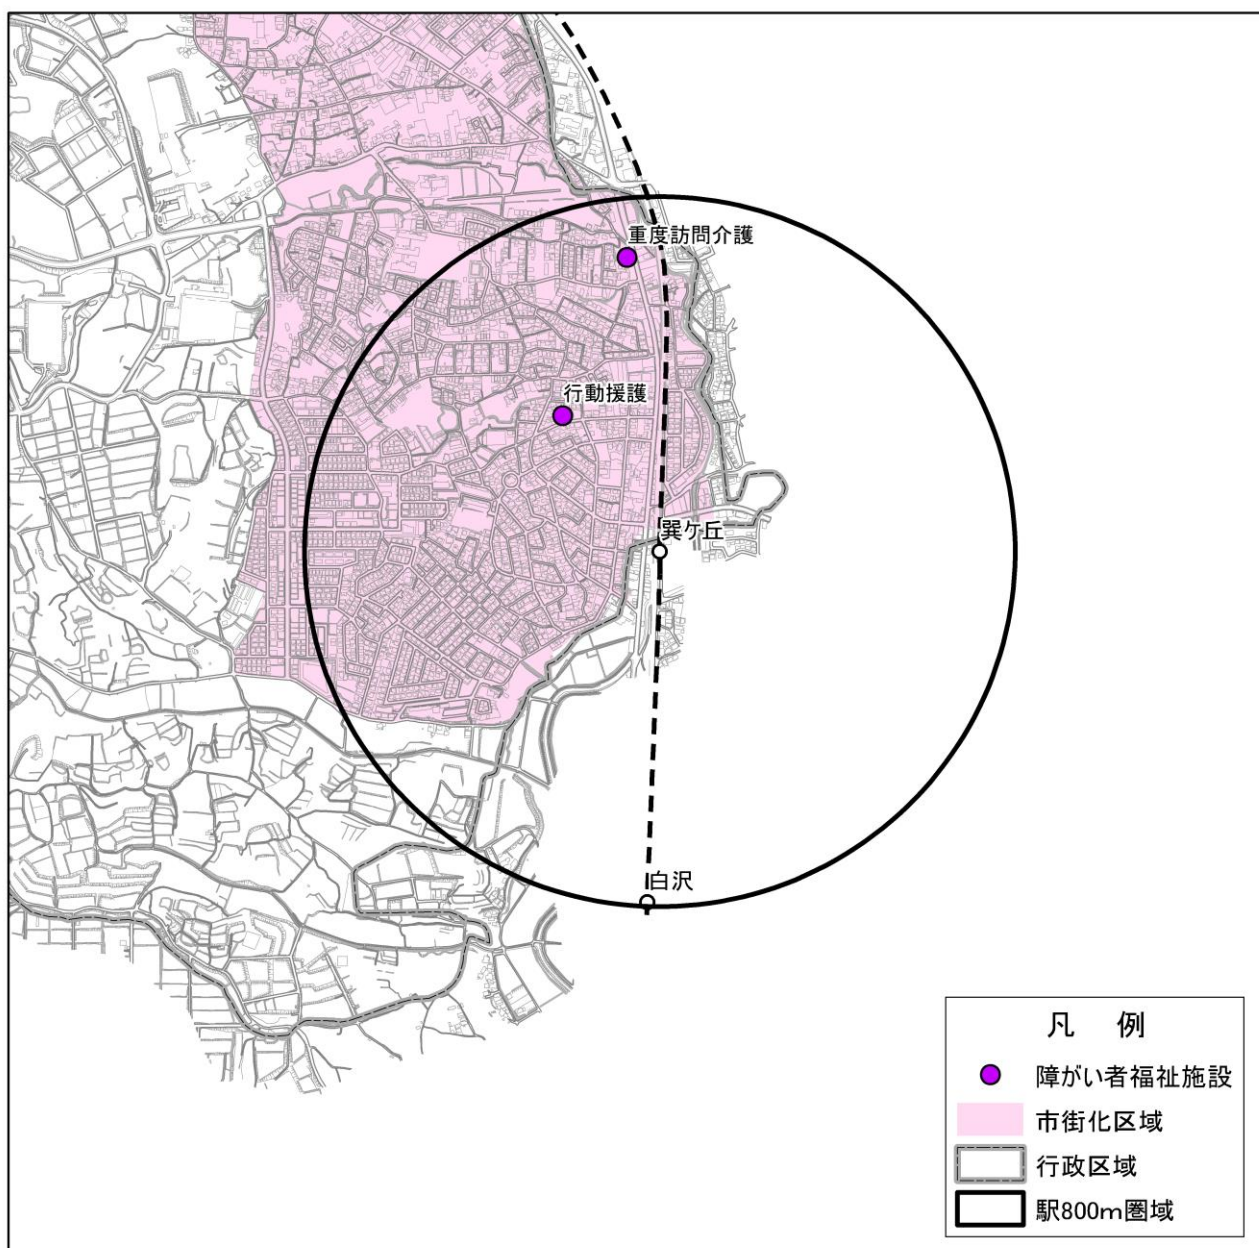 重度訪問介護
行動援護
巽ケ丘
白沢
凡　例
障がい者福祉施設
市街化区域
行政区域
駅800m圏域